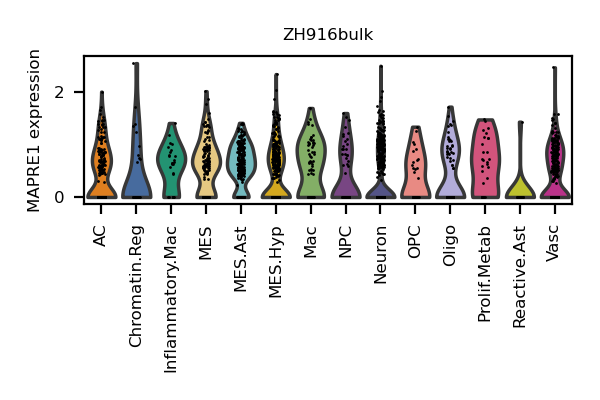 ZH916bulk
MAPRE1 expression
2
0
AC
Chromatin.Reg
Inflammatory.Mac
MES
MES.Ast
MES.Hyp
Mac
NPC
Neuron
OPC
Oligo
Prolif.Metab
Reactive.Ast
Vasc